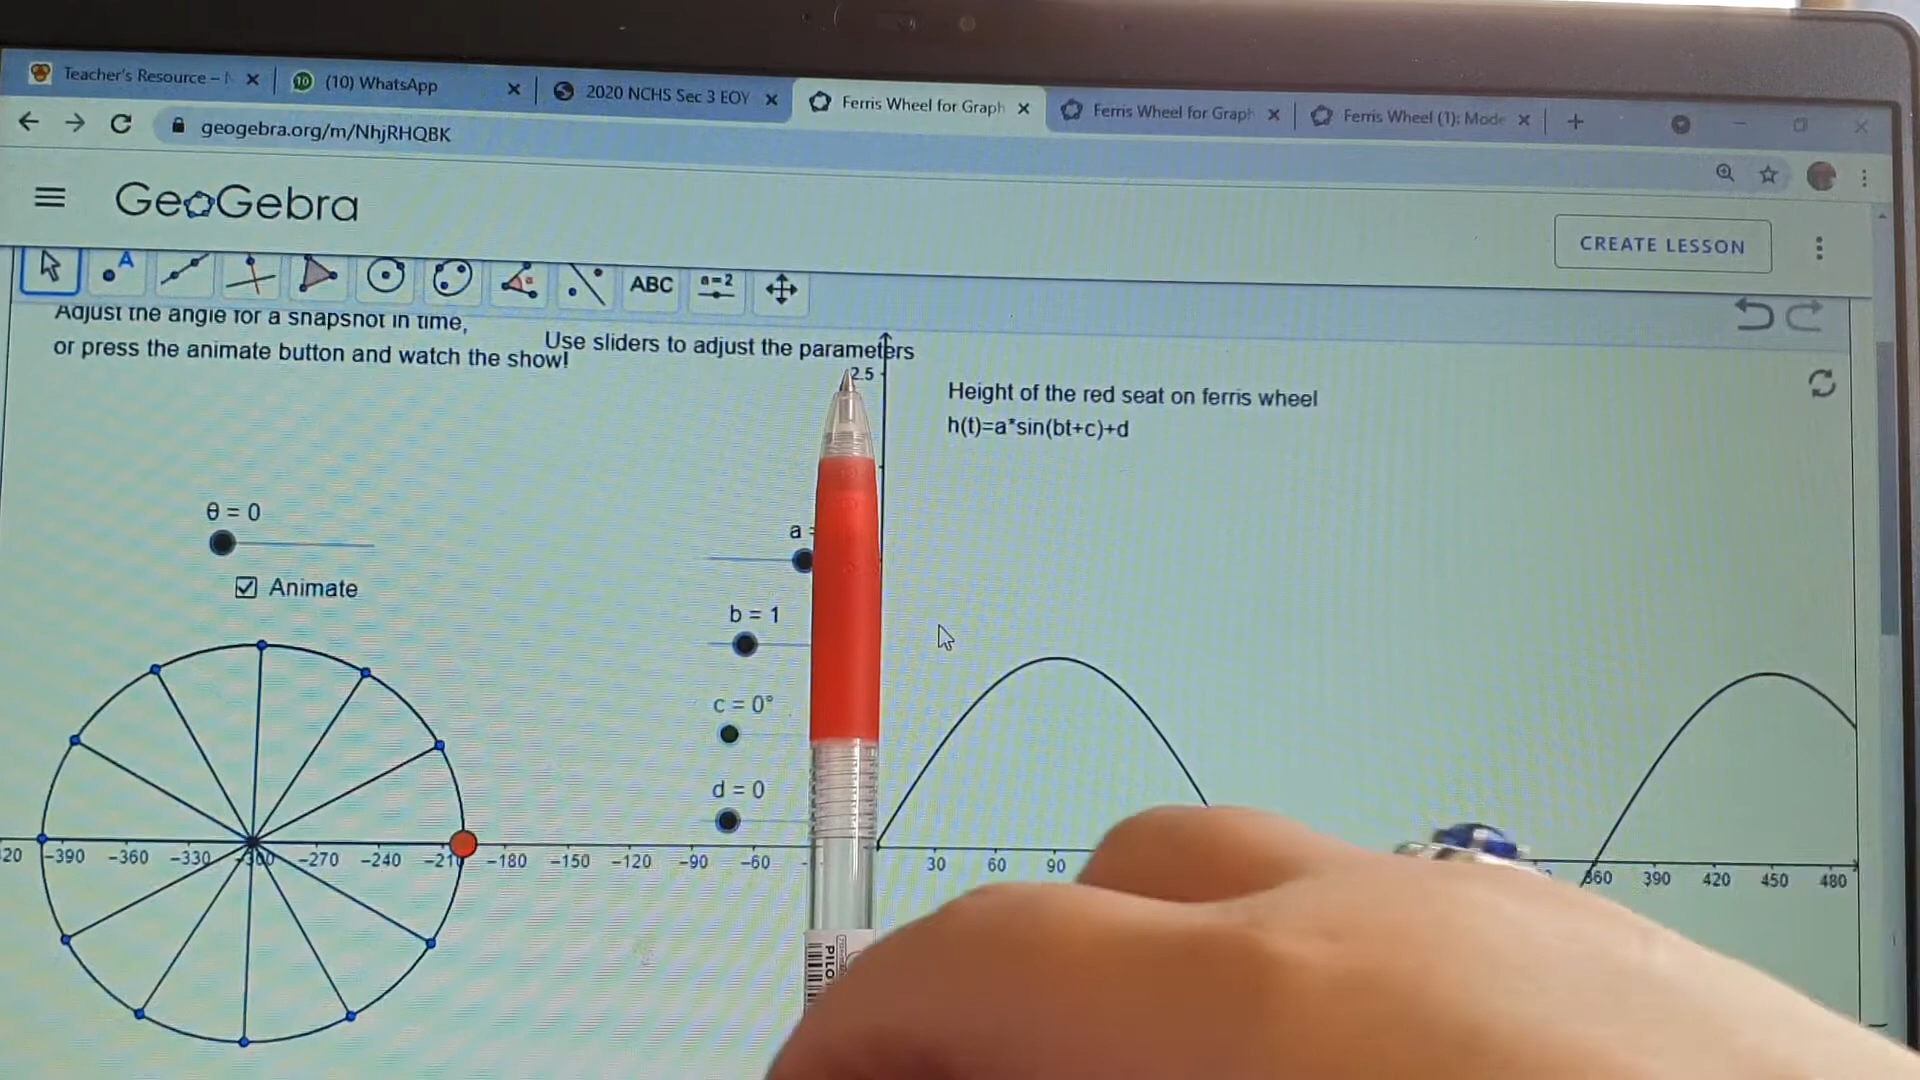 Teacher's Resource –
(10) WhatsApp
2020 NCHS Sec 3 EOY
Ferris Wheel for Graph
Ferris Wheel for Graph
Ferris Wheel (1): Mode
geogebra.org/m/NhjRHQBK
GeoGebra
CREATE LESSON
A
ABC
a=2
Adjust the angle for a snapshot in time,
or press the animate button and watch the show!
Use sliders to adjust the parameters
2.5
Height of the red seat on ferris wheel
h(t)=a*sin(bt+c)+d
θ = 0
Animate
a
b = 1
c = 0°
d = 0
20 −390 −360 −330 −300 −270 −240 −210 −180 −150 −120 −90 −60 30 60 90 360 390 420 450 480
PILO